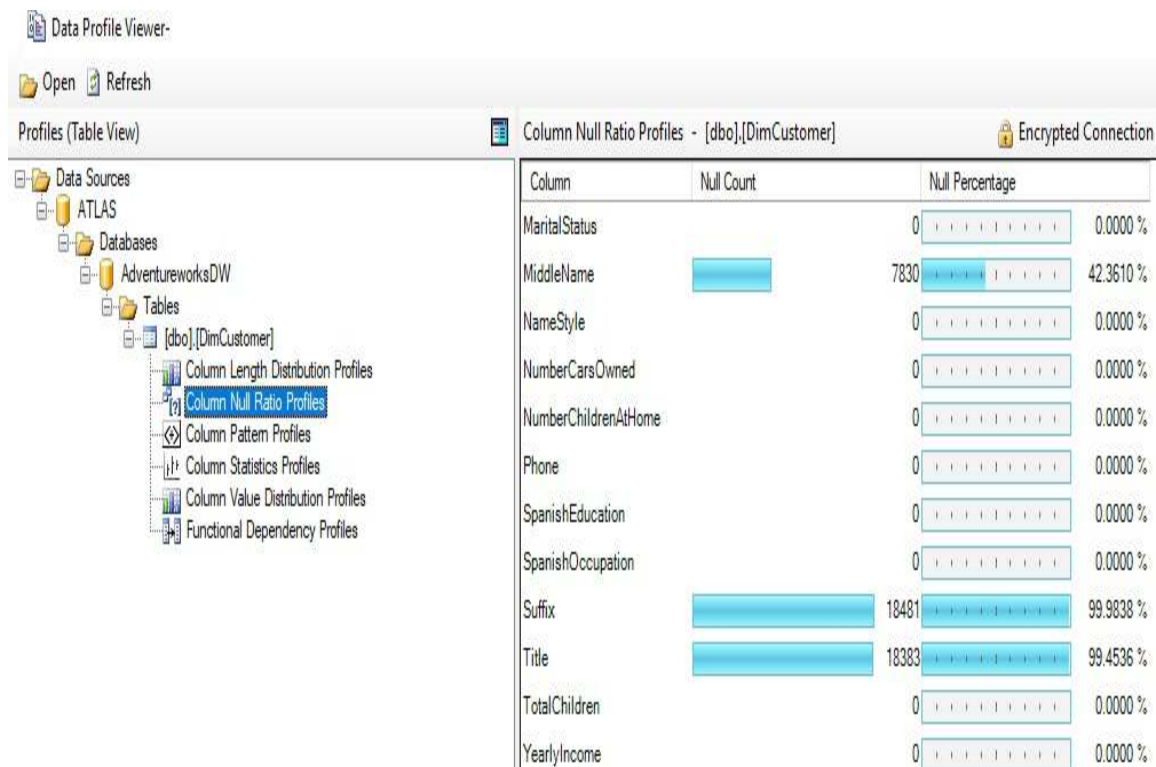 Data Profile Viewer-
Open Refresh
Profiles (Table View)
Data Sources
ATLAS
Databases
AdventureworksDW
Tables
[dbo].[DimCustomer]
Column Length Distribution Profiles
Column Null Ratio Profiles
Column Pattern Profiles
Column Statistics Profiles
Column Value Distribution Profiles
Functional Dependency Profiles
Column Null Ratio Profiles - [dbo].[DimCustomer] Encrypted Connection
Column Null Count Null Percentage
MaritalStatus 0 0.0000 %
MiddleName 7830 42.3610 %
NameStyle 0 0.0000 %
NumberCarsOwned 0 0.0000 %
NumberChildrenAtHome 0 0.0000 %
Phone 0 0.0000 %
SpanishEducation 0 0.0000 %
SpanishOccupation 0 0.0000 %
Suffix 18481 99.9838 %
Title 18383 99.4536 %
TotalChildren 0 0.0000 %
YearlyIncome 0 0.0000 %